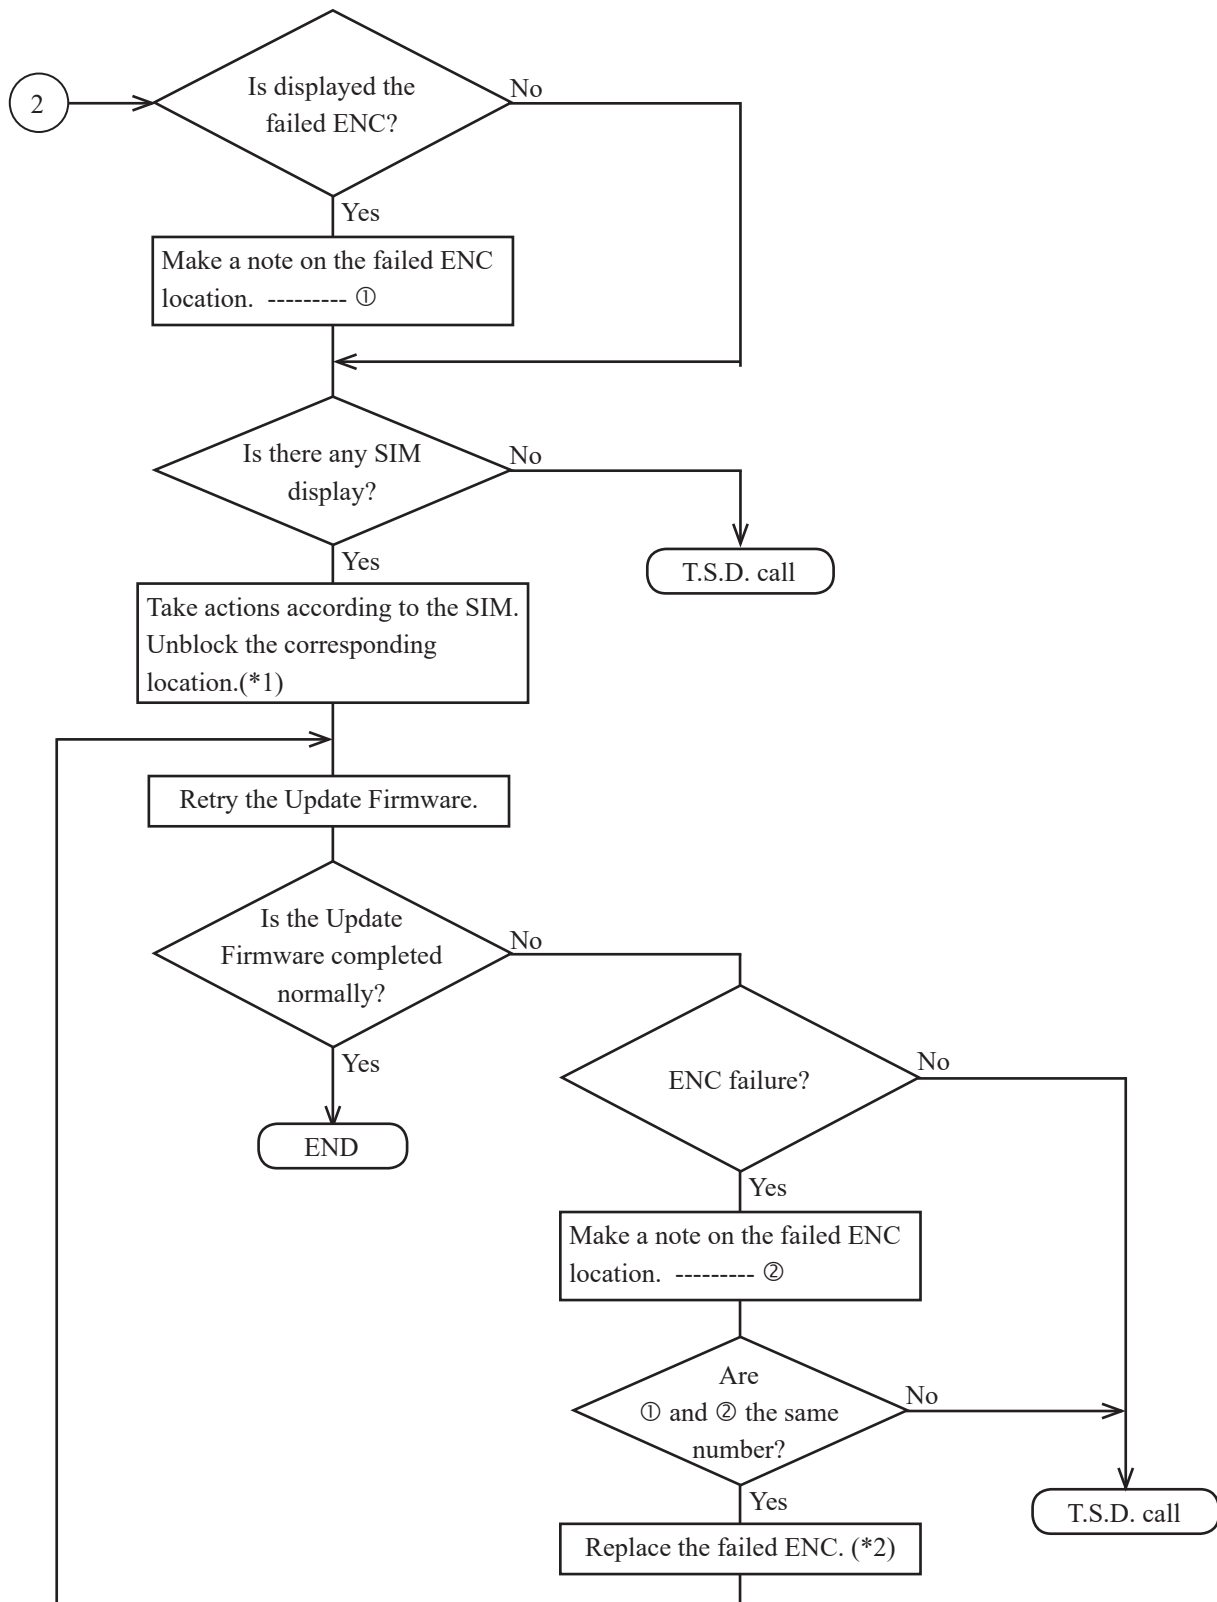 2
Is displayed the
failed ENC?
No
Yes
Make a note on the failed ENC
location. --------- ①
Is there any SIM
display?
No
T.S.D. call
Yes
Take actions according to the SIM.
Unblock the corresponding
location.(*1)
Retry the Update Firmware.
Is the Update
Firmware completed
normally?
No
Yes
END
ENC failure?
No
Yes
Make a note on the failed ENC
location. --------- ②
Are
① and ② the same
number?
No
T.S.D. call
Yes
Replace the failed ENC. (*2)